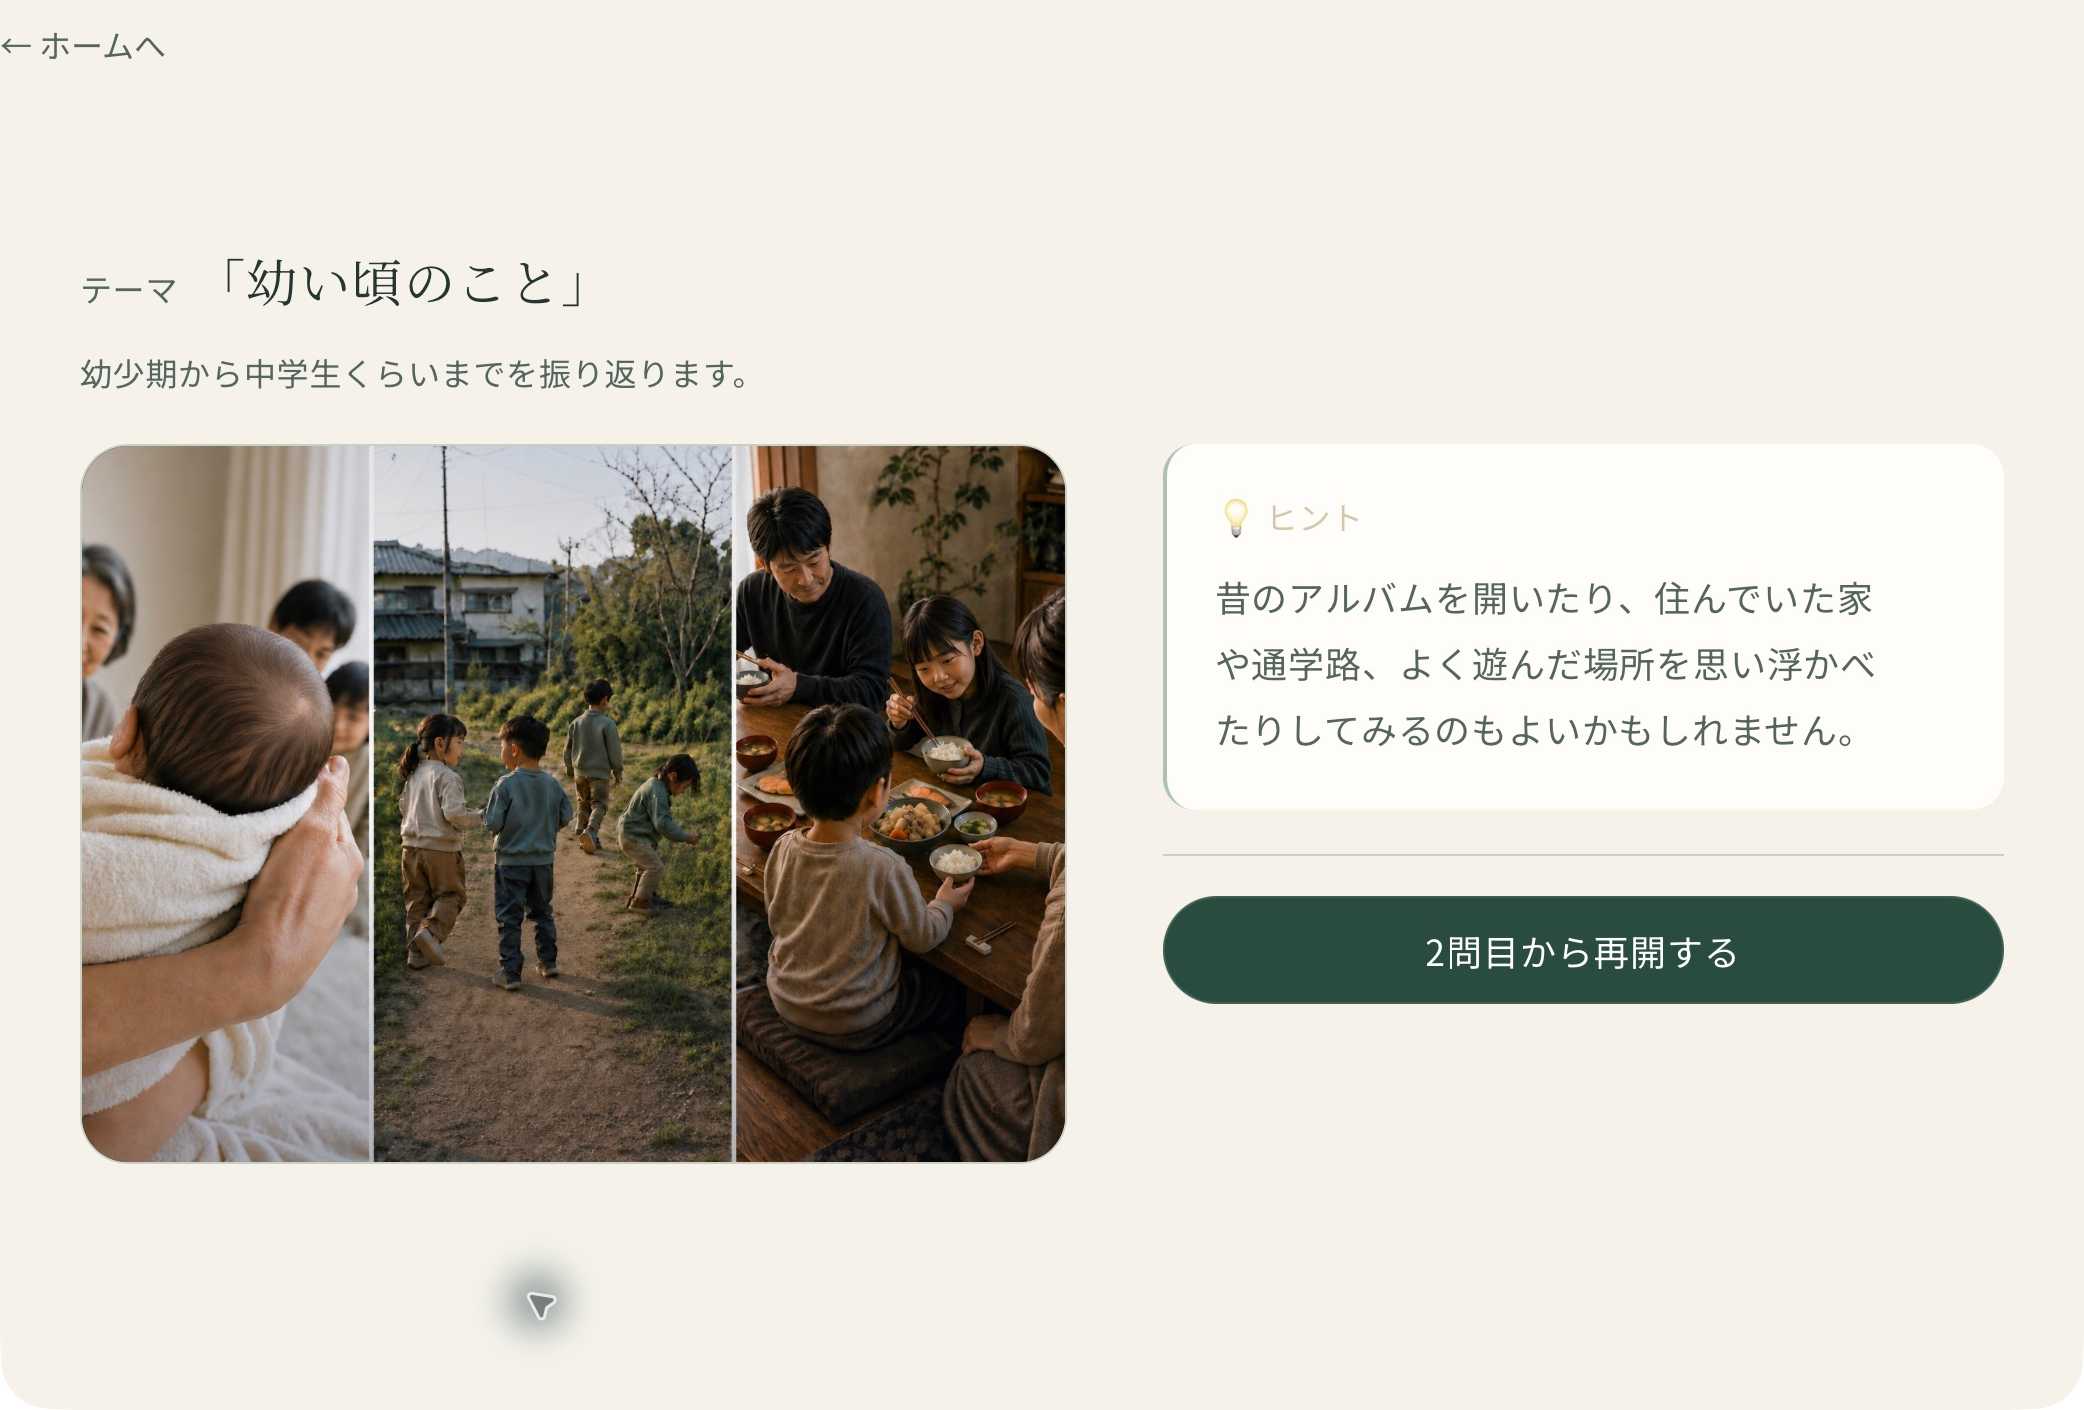 ← ホームへ
テーマ 「幼い頃のこと」
幼少期から中学生くらいまでを振り返ります。
💡 ヒント
昔のアルバムを開いたり、住んでいた家
や通学路、よく遊んだ場所を思い浮かべ
たりしてみるのもよいかもしれません。
2問目から再開する